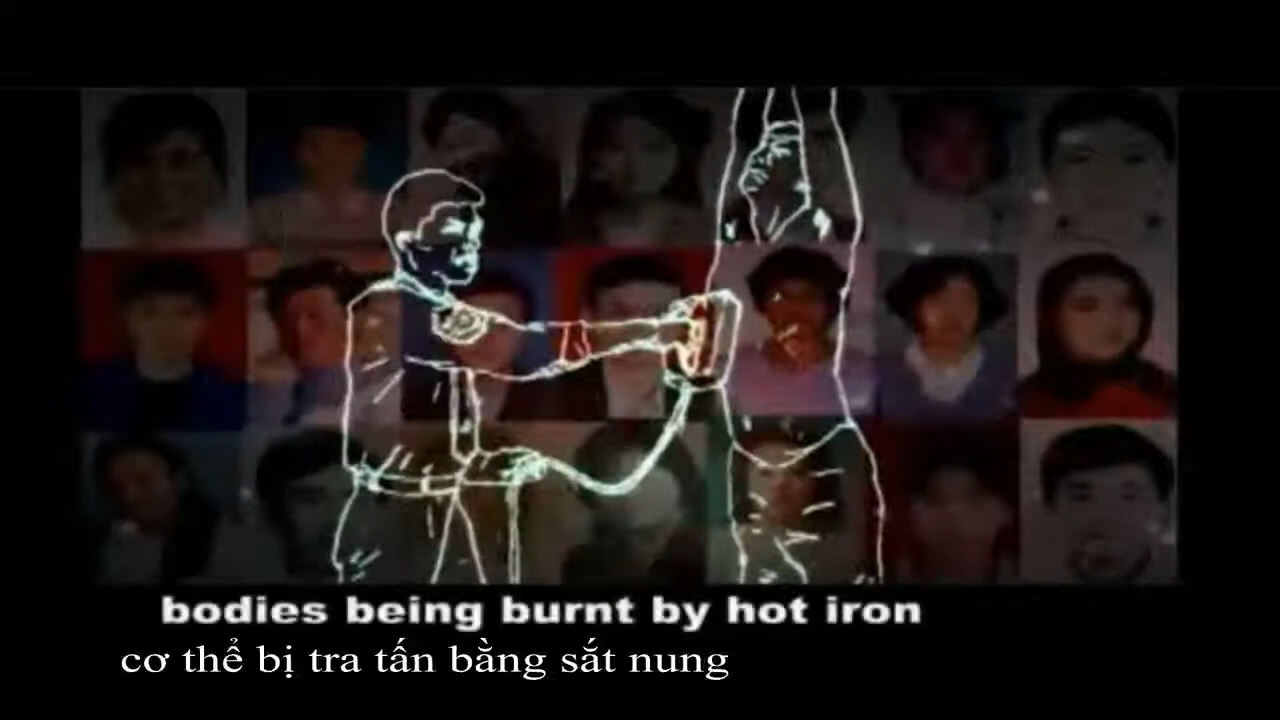 bodies being burnt by hot iron
cơ thể bị tra tấn bằng sắt nung